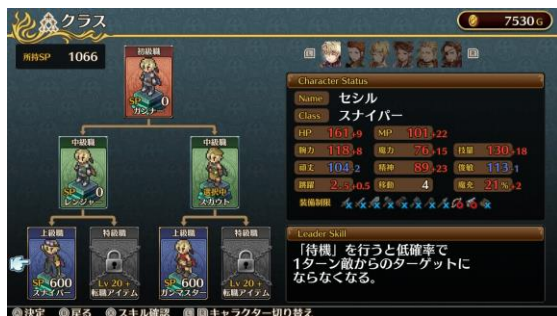 クラス
7530 G
所持SP 1066
初級職
SP 0
ガンナー
中級職
SP 0
レンジャー
中級職
選択中
スカウト
上級職
SP 600
スナイパー
特級職
Lv 20 +
転職アイテム
上級職
SP 600
ガンマスター
特級職
Lv 20 +
転職アイテム
Character Status
Name セシル
Class スナイパー
HP 161 +9 MP 101 +22
腕力 118 +8 魔力 76 +15 技量 130 +18
頑丈 104 -2 精神 89 +23 俊敏 113 -1
跳躍 2.5 +0.5 移動 4 魔充 21% +2
装備制限
Leader Skill
「待機」を行うと低確率で
1ターン敵からのターゲットに
ならなくなる。
決定 戻る スキル確認 キャラクター切り替え